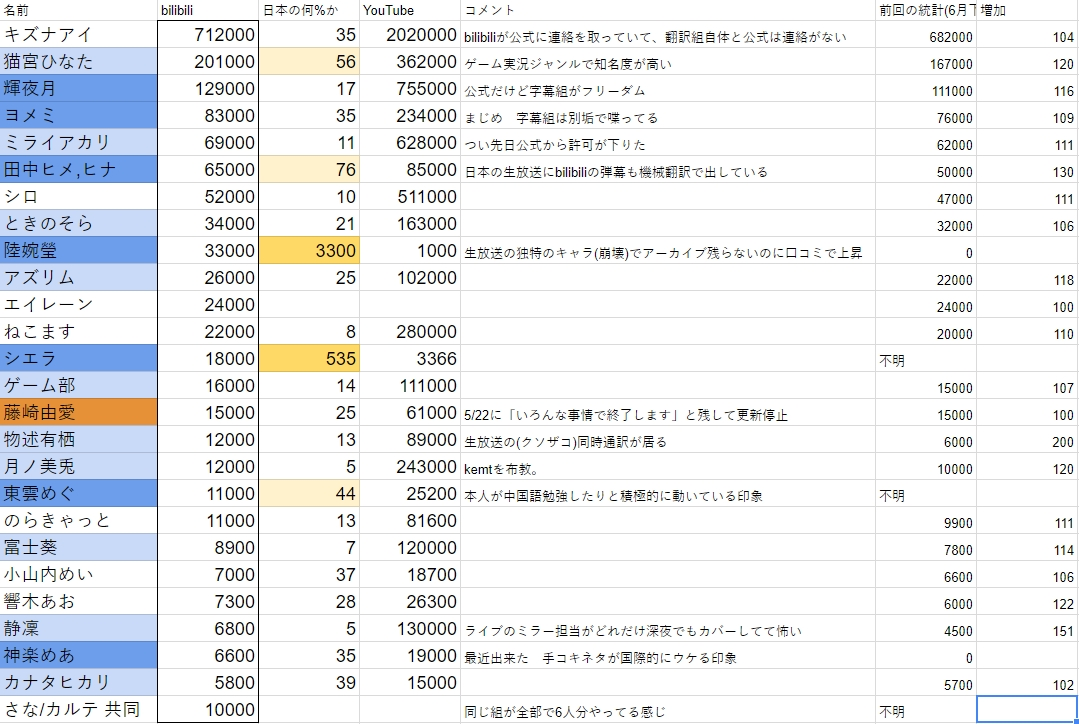 名前 bilibili 日本の何%か YouTube コメント 前回の統計(6月下 増加
キズナアイ 712000 35 2020000 bilibiliが公式に連絡を取っていて、翻訳組自体と公式は連絡がない 682000 104
猫宮ひなた 201000 56 362000 ゲーム実況ジャンルで知名度が高い 167000 120
輝夜月 129000 17 755000 公式だけど字幕組がフリーダム 111000 116
ヨメミ 83000 35 234000 まじめ 字幕組は別垢で喋ってる 76000 109
ミライアカリ 69000 11 628000 つい先日公式から許可が下りた 62000 111
田中ヒメ,ヒナ 65000 76 85000 日本の生放送にbilibiliの弾幕も機械翻訳で出している 50000 130
シロ 52000 10 511000 47000 111
ときのそら 34000 21 163000 32000 106
陸婉瑩 33000 3300 1000 生放送の独特のキャラ(崩壊)でアーカイブ残らないのに口コミで上昇 0
アズリム 26000 25 102000 22000 118
エイレーン 24000 24000 100
ねこます 22000 8 280000 20000 110
シエラ 18000 535 3366 不明
ゲーム部 16000 14 111000 15000 107
藤崎由愛 15000 25 61000 5/22に「いろんな事情で終了します」と残して更新停止 15000 100
物述有栖 12000 13 89000 生放送の(クソザコ)同時通訳が居る 6000 200
月ノ美兎 12000 5 243000 kemtを布教。 10000 120
東雲めぐ 11000 44 25200 本人が中国語勉強したりと積極的に動いている印象 不明
のらきゃっと 11000 13 81600 9900 111
富士葵 8900 7 120000 7800 114
小山内めい 7000 37 18700 6600 106
響木あお 7300 28 26300 6000 122
静凛 6800 5 130000 ライブのミラー担当がどれだけ深夜でもカバーしてて怖い 4500 151
神楽めあ 6600 35 19000 最近出来た 手コキネタが国際的にウケる印象 0
カナタヒカリ 5800 39 15000 5700 102
さな/カルテ 共同 10000 同じ組が全部で6人分やってる感じ 不明